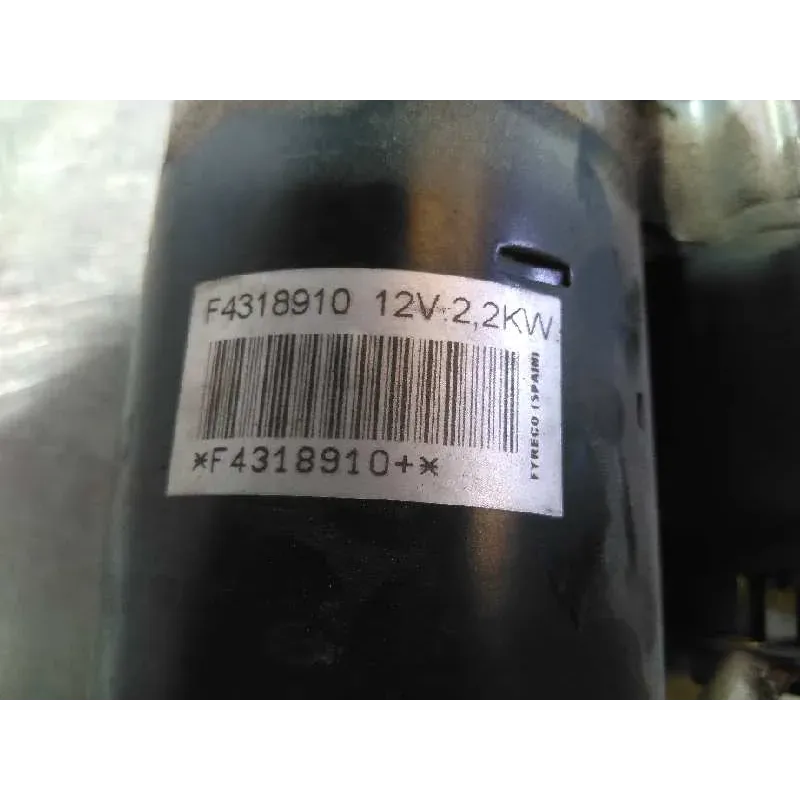 F4318910 12V.2,2KW
*F4318910+*
FYRECO (SPAIN)